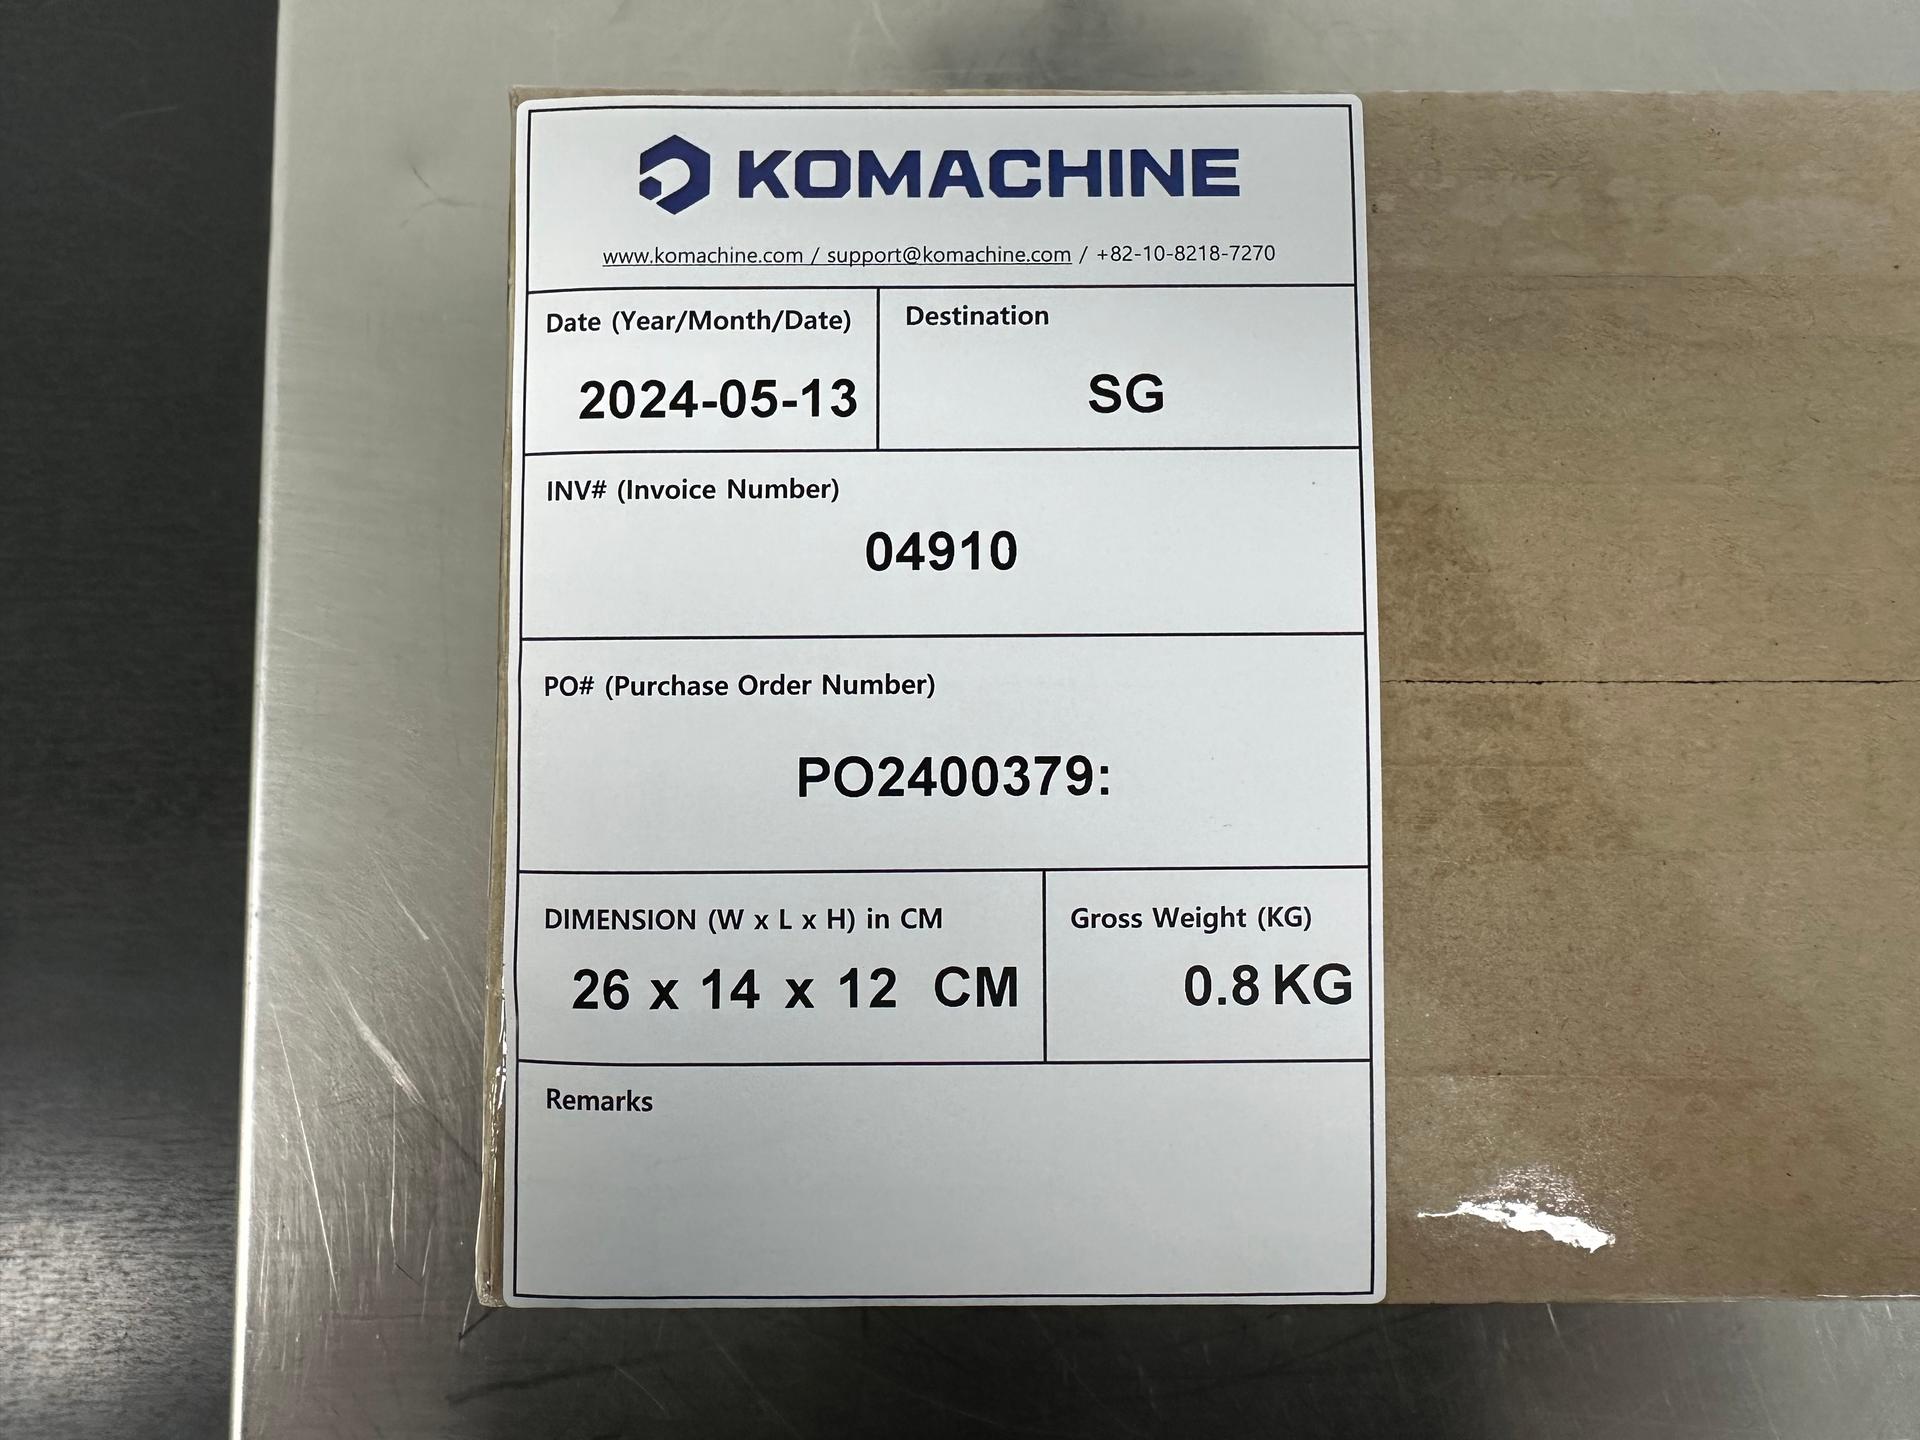 KOMACHINE
www.komachine.com / support@komachine.com / +82-10-8218-7270
Date (Year/Month/Date)
2024-05-13
Destination
SG
INV# (Invoice Number)
04910
PO# (Purchase Order Number)
PO2400379:
DIMENSION (W x L x H) in CM
26 x 14 x 12 CM
Gross Weight (KG)
0.8 KG
Remarks